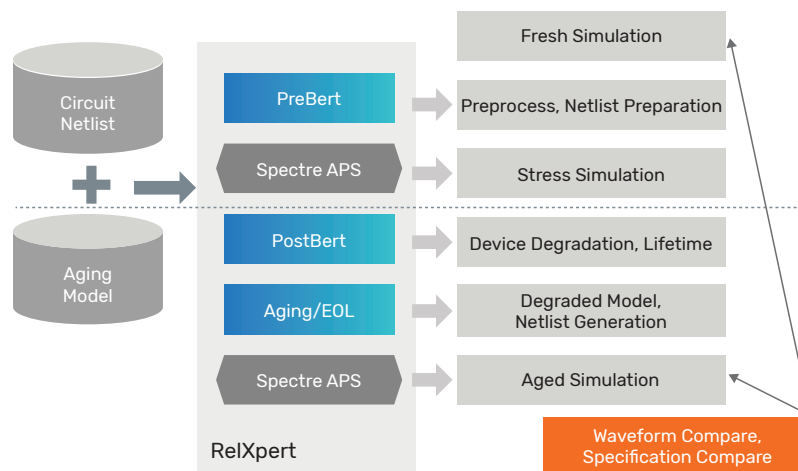 Circuit
Netlist
Aging
Model
PreBert
Spectre APS
PostBert
Aging/EOL
Spectre APS
RelXpert
Fresh Simulation
Preprocess, Netlist Preparation
Stress Simulation
Device Degradation, Lifetime
Degraded Model,
Netlist Generation
Aged Simulation
Waveform Compare,
Specification Compare